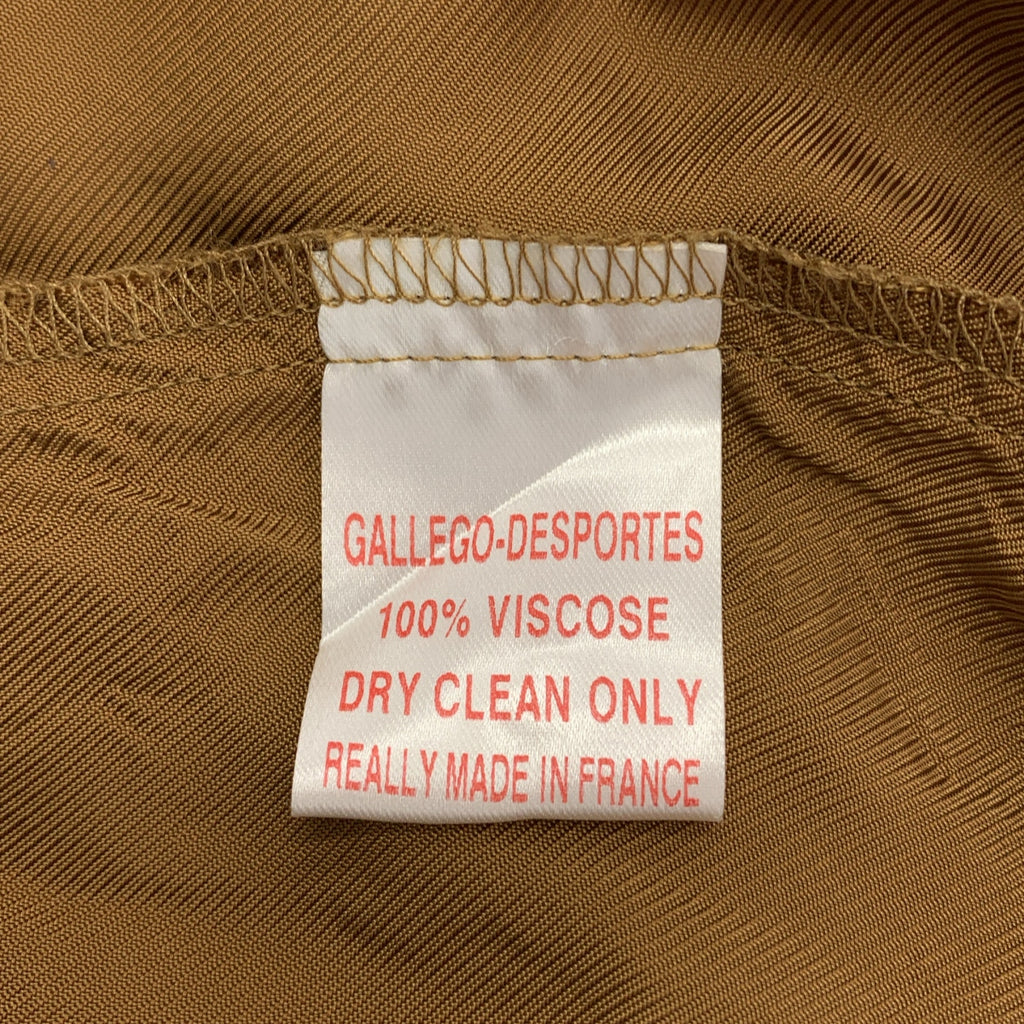 GALLEGO-DESPORTES
100% VISCOSE
DRY CLEAN ONLY
REALLY MADE IN FRANCE